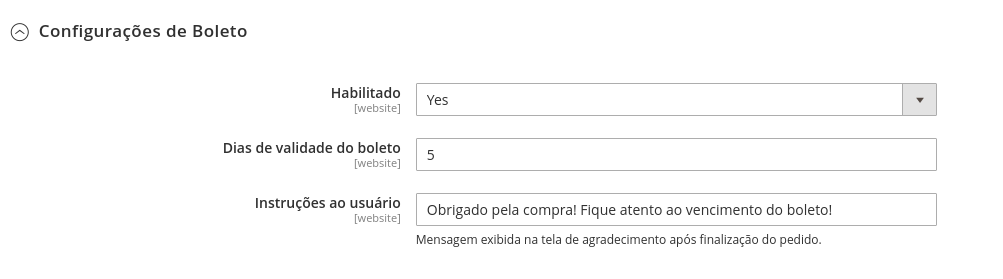 Configurações de Boleto
Habilitado
[website]
Yes
Dias de validade do boleto
[website]
5
Instruções ao usuário
[website]
Obrigado pela compra! Fique atento ao vencimento do boleto!
Mensagem exibida na tela de agradecimento após finalização do pedido.